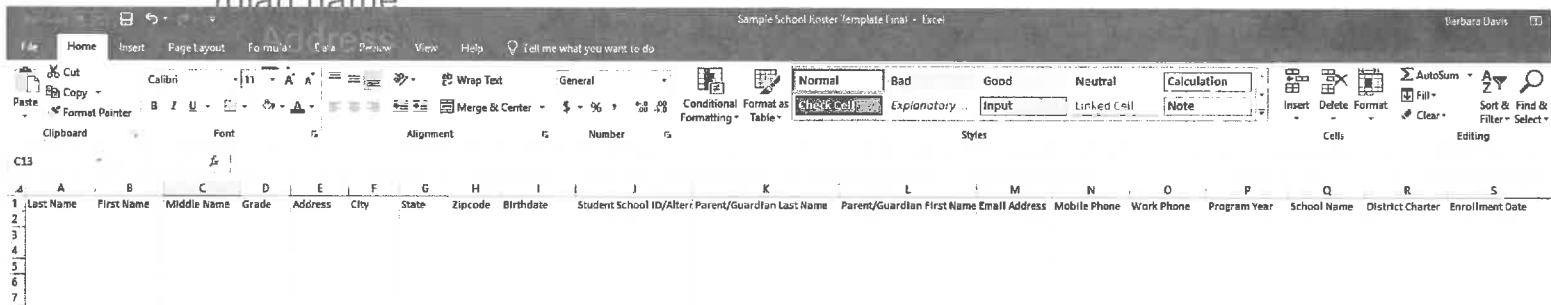 Sample School Roster Template Final - Excel
Barbara Davis
File Home Insert Page Layout Formulas Data Review View Help Tell me what you want to do
Cut
Copy
Format Painter
Paste
Clipboard
Calibri 11
B I U
Font
Wrap Text
Merge & Center
Alignment
General
$ % ,
Number
Conditional Formatting
Format as Table
Normal Bad Good Neutral Calculation
Check Cell Explanatory ... Input Linked Cell Note
Styles
Insert Delete Format
Cells
AutoSum
Fill
Clear
Sort & Filter
Find & Select
Editing
C13
fx
A B C D E F G H I J K L M N O P Q R S
1 Last Name First Name Middle Name Grade Address City State Zipcode Birthdate Student School ID/Alter Parent/Guardian Last Name Parent/Guardian First Name Email Address Mobile Phone Work Phone Program Year School Name District Charter Enrollment Date
2
3
4
5
6
7